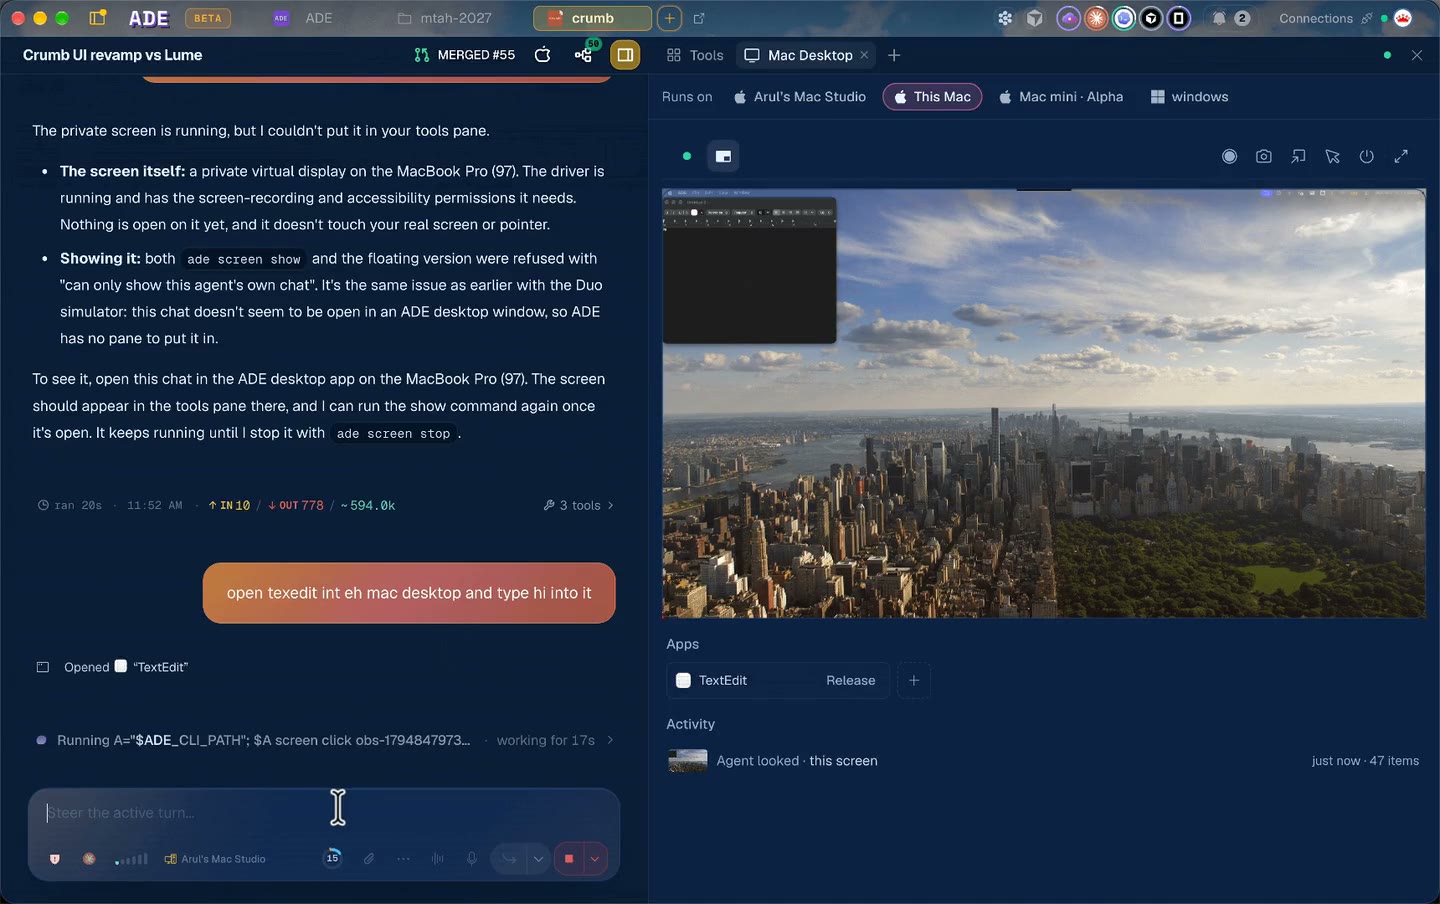 ADE BETA
ADE ADE
mtah-2027
crumb
2
Connections
Crumb UI revamp vs Lume
MERGED #55
50
Tools
Mac Desktop
Runs on
Arul's Mac Studio
This Mac
Mac mini · Alpha
windows
The private screen is running, but I couldn't put it in your tools pane.
• The screen itself: a private virtual display on the MacBook Pro (97). The driver is
running and has the screen-recording and accessibility permissions it needs.
Nothing is open on it yet, and it doesn't touch your real screen or pointer.
• Showing it: both ade screen show and the floating version were refused with
"can only show this agent's own chat". It's the same issue as earlier with the Duo
simulator: this chat doesn't seem to be open in an ADE desktop window, so ADE
has no pane to put it in.
To see it, open this chat in the ADE desktop app on the MacBook Pro (97). The screen
should appear in the tools pane there, and I can run the show command again once
it's open. It keeps running until I stop it with ade screen stop.
ran 20s · 11:52 AM · ↑ IN 10 / ↓ OUT 778 / ~594.0k
3 tools
open texedit int eh mac desktop and type hi into it
Opened “TextEdit”
Running A="$ADE_CLI_PATH"; $A screen click obs-1794847973... · working for 17s
Steer the active turn...
Arul's Mac Studio
15
Apps
TextEdit
Release
Activity
Agent looked · this screen
just now · 47 items